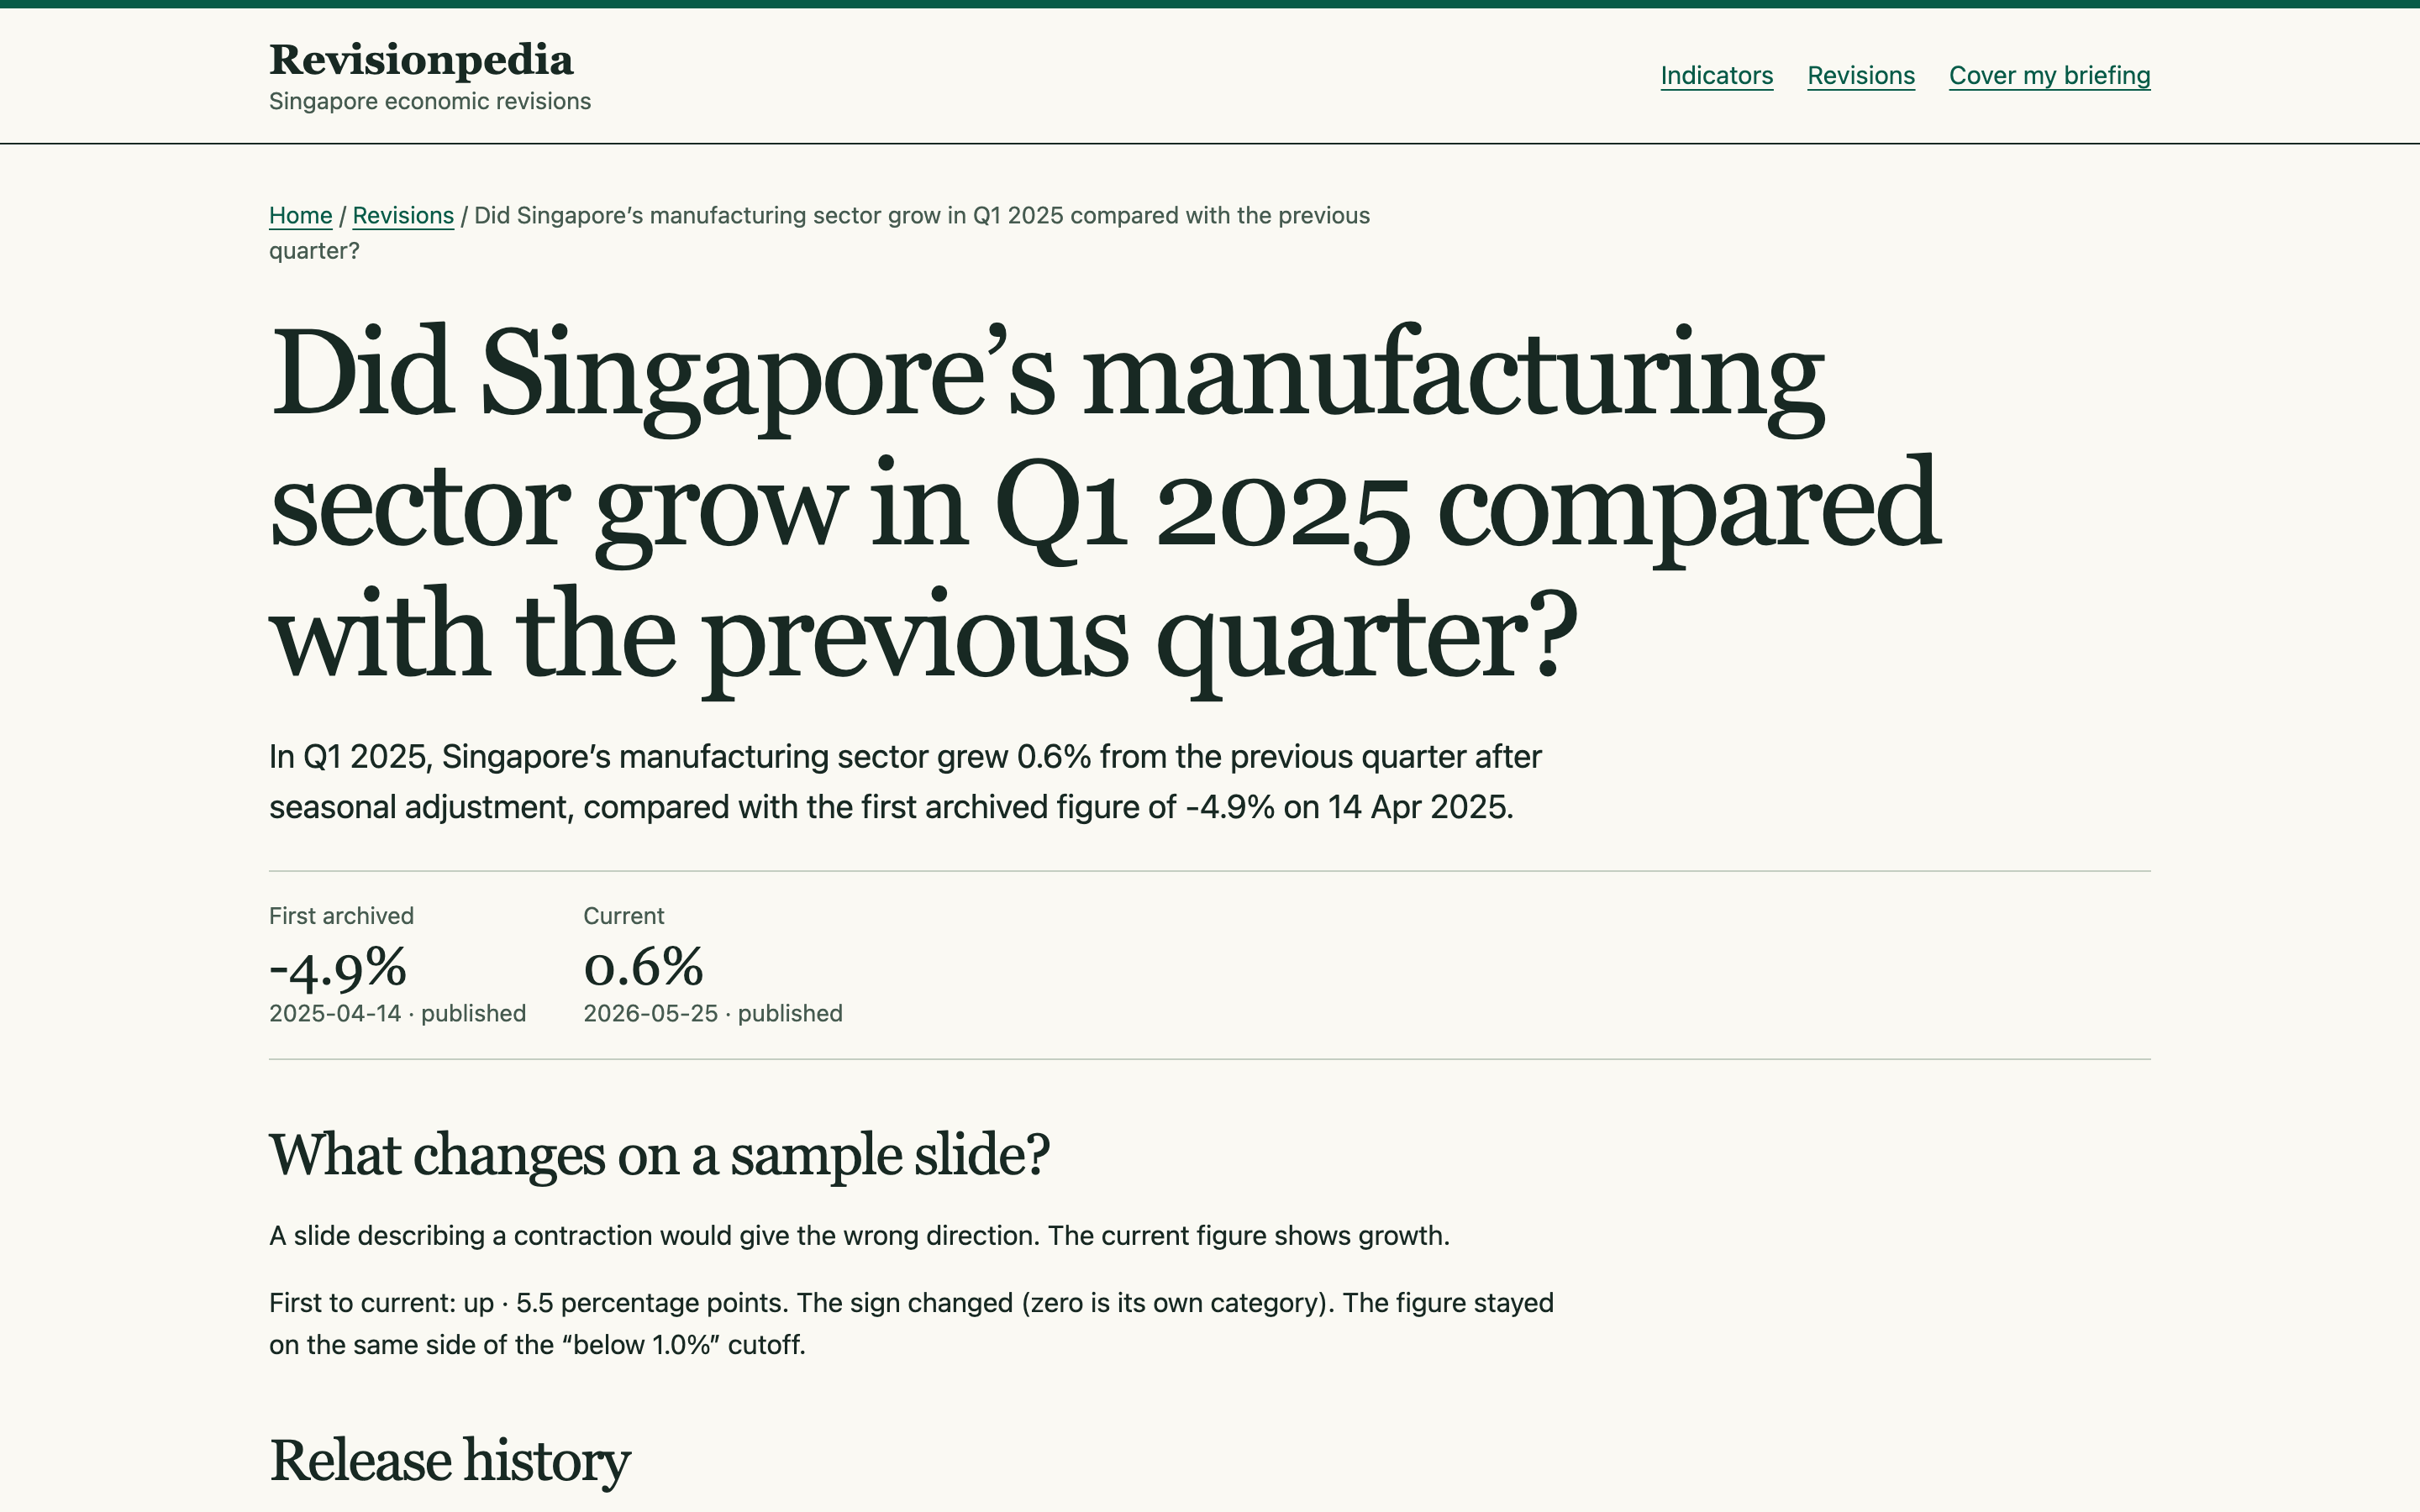 Revisionpedia
Singapore economic revisions
Indicators Revisions Cover my briefing
Home / Revisions / Did Singapore’s manufacturing sector grow in Q1 2025 compared with the previous
quarter?
Did Singapore’s manufacturing
sector grow in Q1 2025 compared
with the previous quarter?
In Q1 2025, Singapore’s manufacturing sector grew 0.6% from the previous quarter after
seasonal adjustment, compared with the first archived figure of -4.9% on 14 Apr 2025.
First archived
-4.9%
2025-04-14 · published
Current
0.6%
2026-05-25 · published
What changes on a sample slide?
A slide describing a contraction would give the wrong direction. The current figure shows growth.
First to current: up · 5.5 percentage points. The sign changed (zero is its own category). The figure stayed
on the same side of the “below 1.0%” cutoff.
Release history